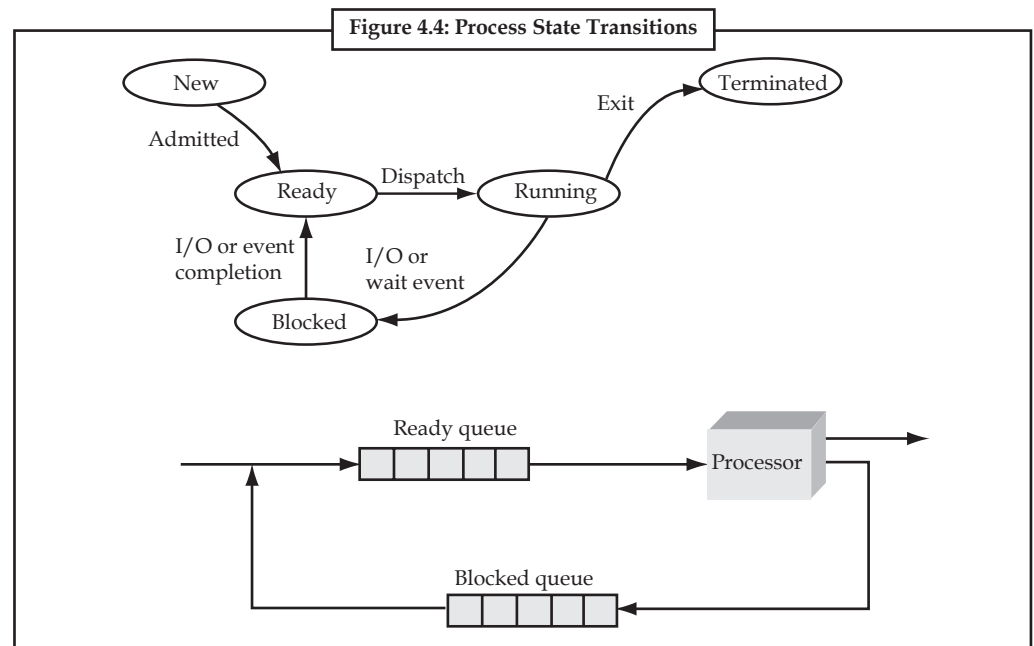 Figure 4.4: Process State Transitions
New
Terminated
Exit
Admitted
Dispatch
Ready
Running
I/O or event
completion
I/O or
wait event
Blocked
Ready queue
Processor
Blocked queue